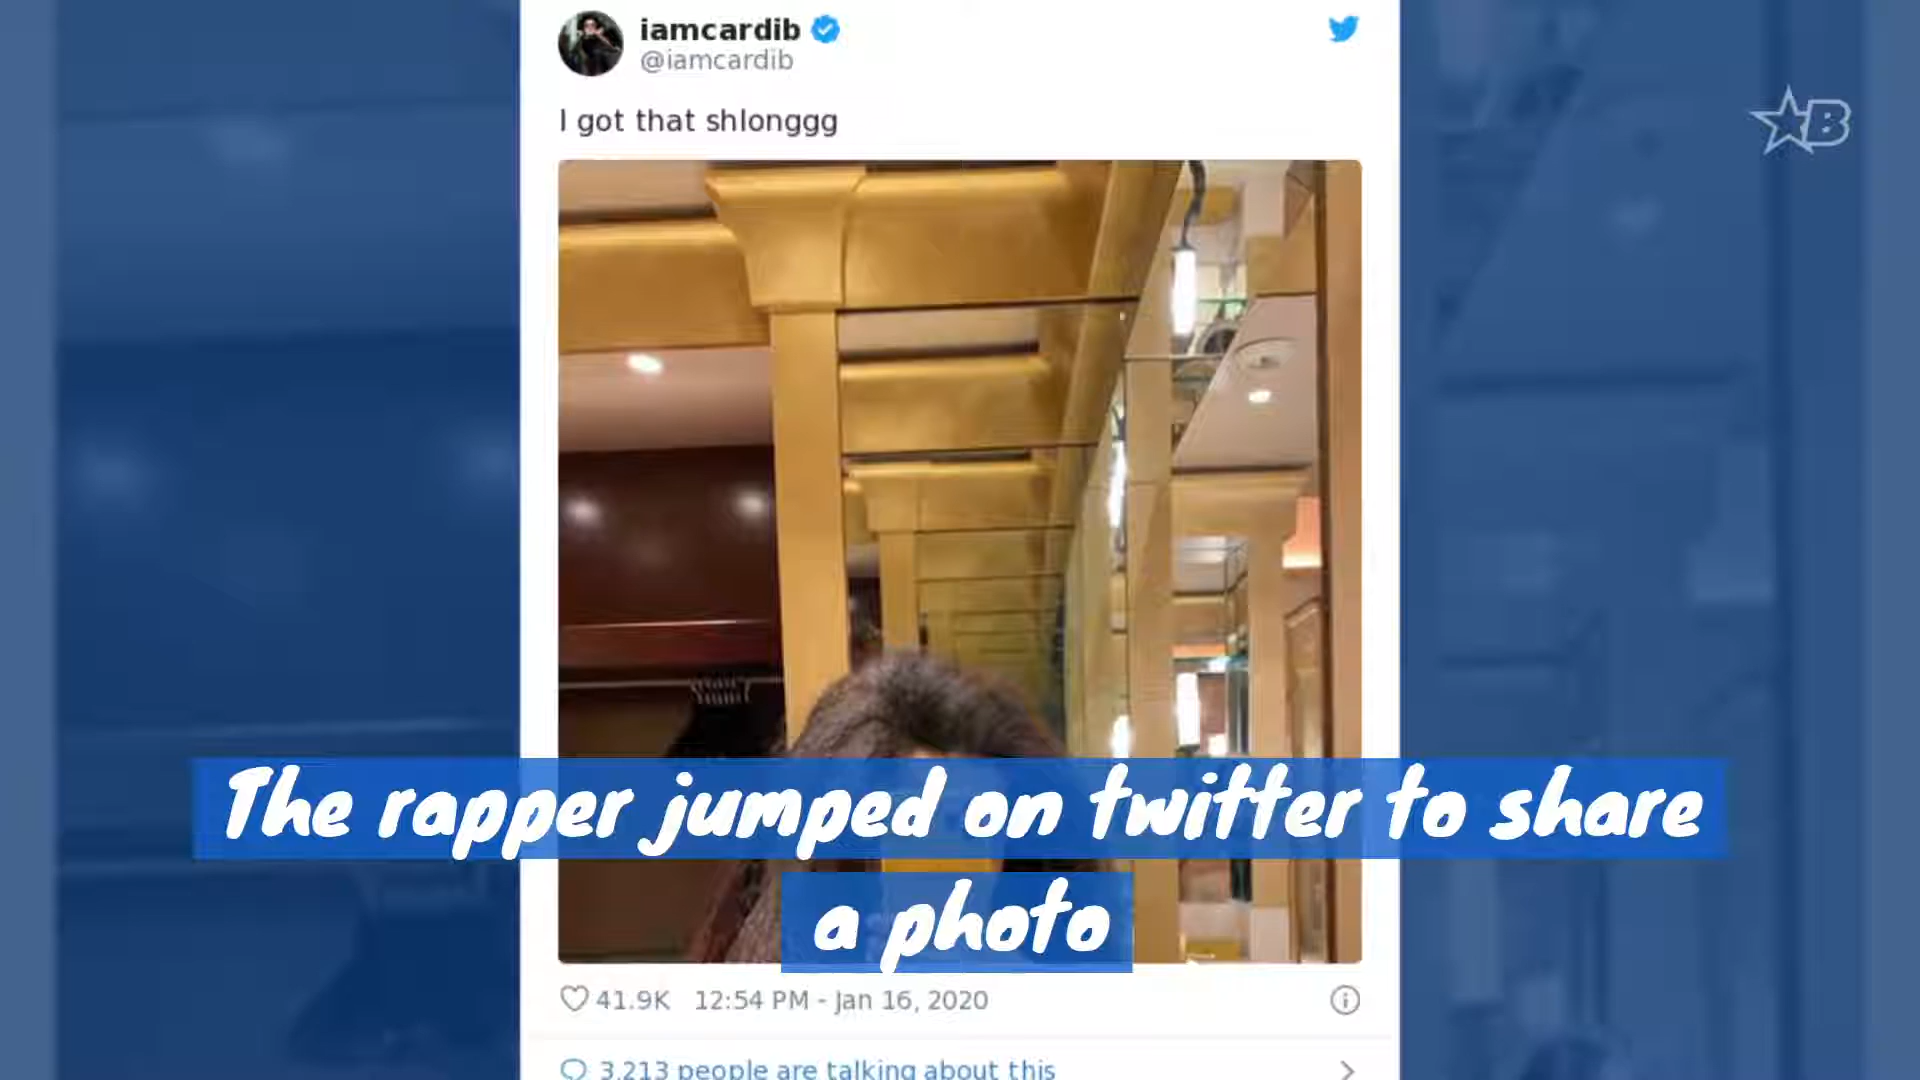 iamcardib
@iamcardib
I got that shlonggg
B
The rapper jumped on twitter to share
a photo
41.9K 12:54 PM - Jan 16, 2020
3,213 people are talking about this